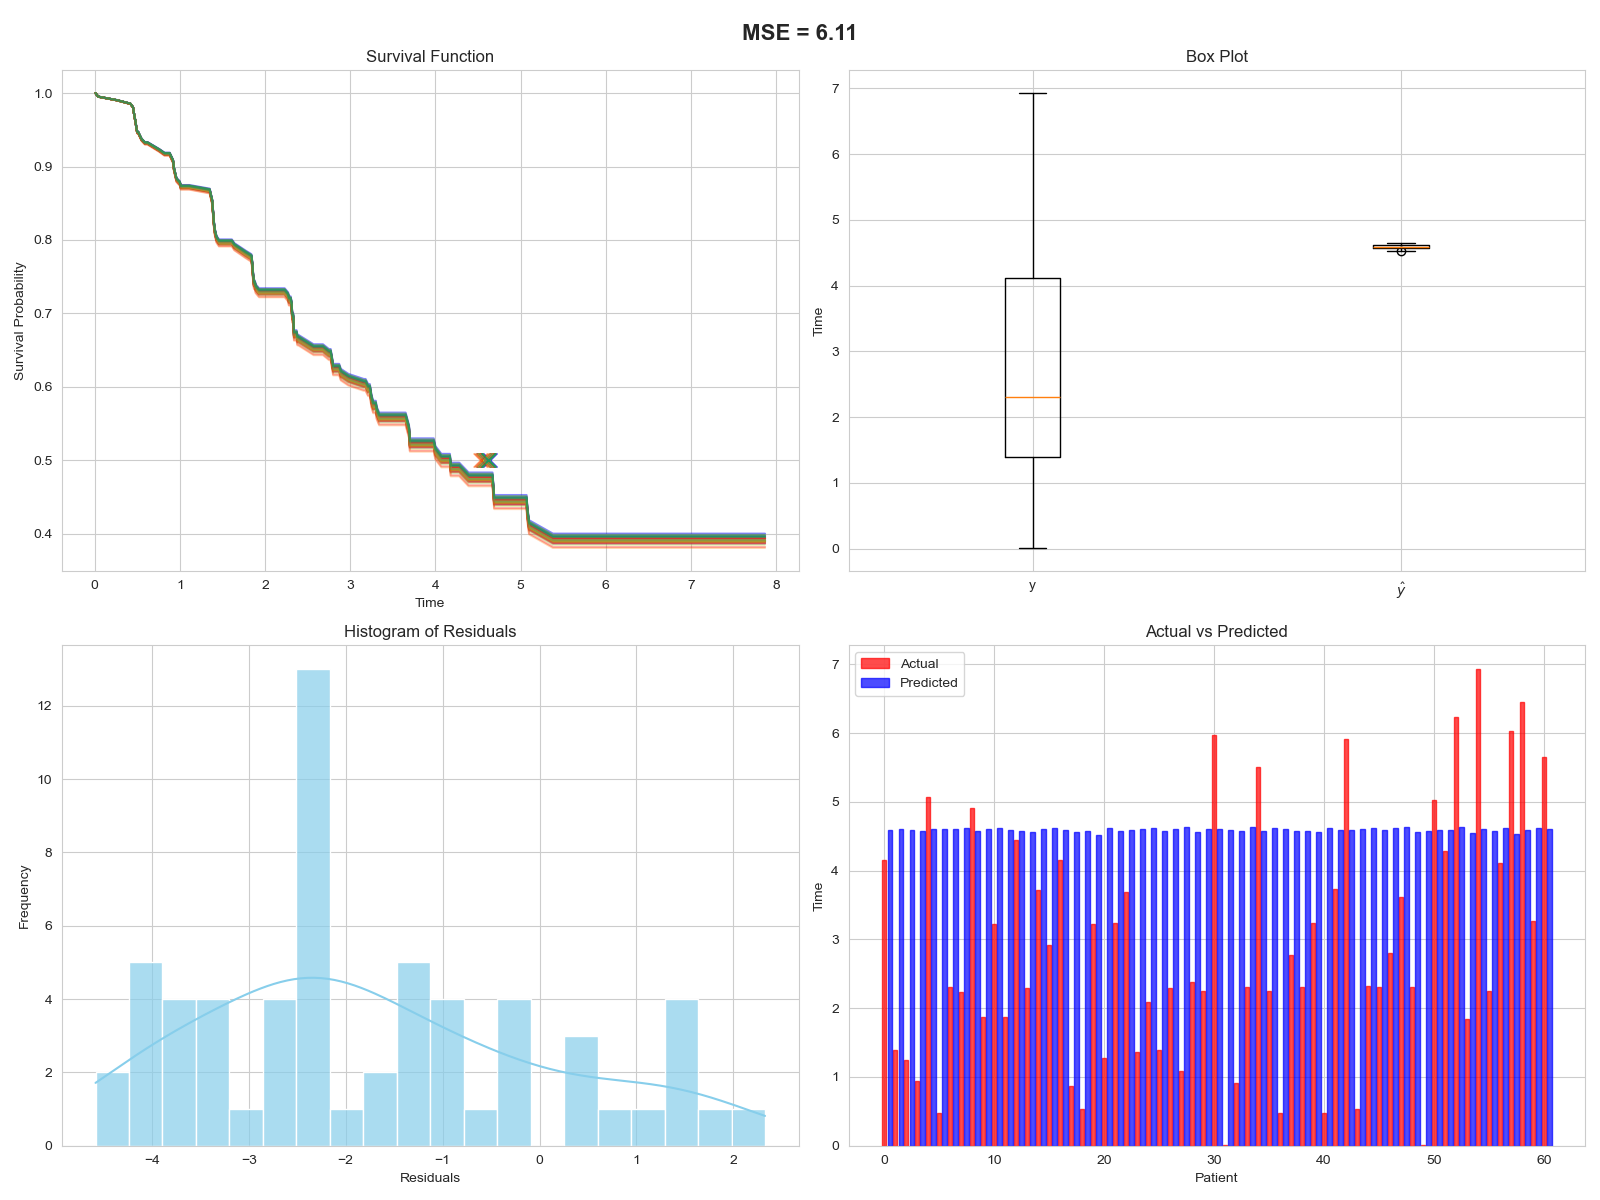 MSE = 6.11
Survival Function
Survival Probability
1.0
0.9
0.8
0.7
0.6
0.5
0.4
0 1 2 3 4 5 6 7 8
Time
Box Plot
Time
7
6
5
4
3
2
1
0
y ŷ
Histogram of Residuals
Frequency
12
10
8
6
4
2
0
−4 −3 −2 −1 0 1 2
Residuals
Actual vs Predicted
Actual
Predicted
Time
7
6
5
4
3
2
1
0
0 10 20 30 40 50 60
Patient